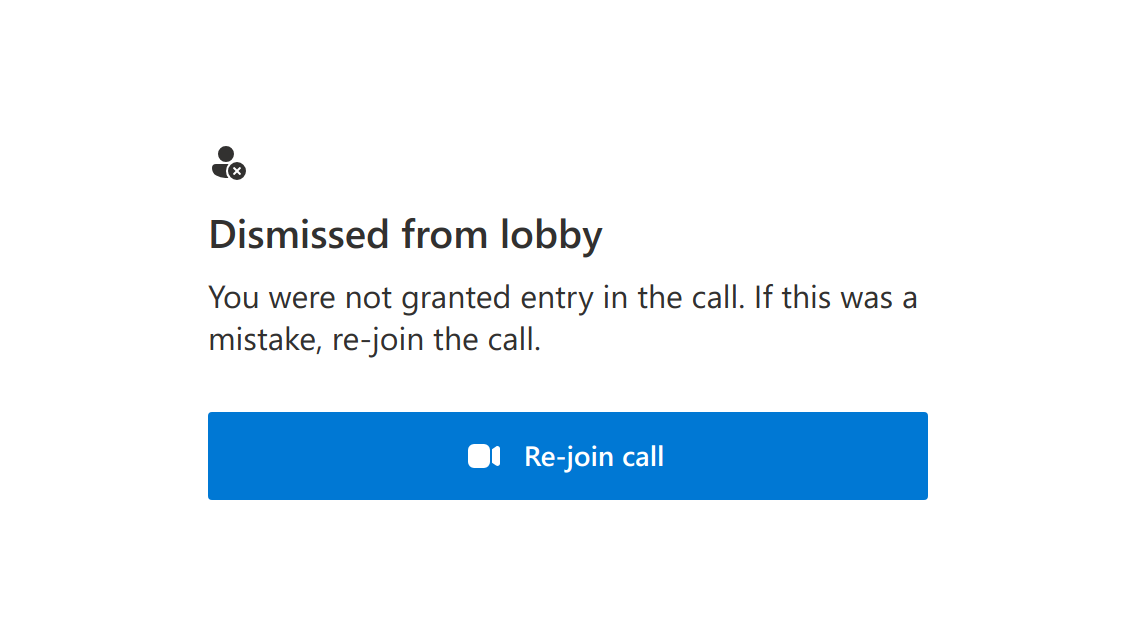 Dismissed from lobby
You were not granted entry in the call. If this was a
mistake, re-join the call.
Re-join call